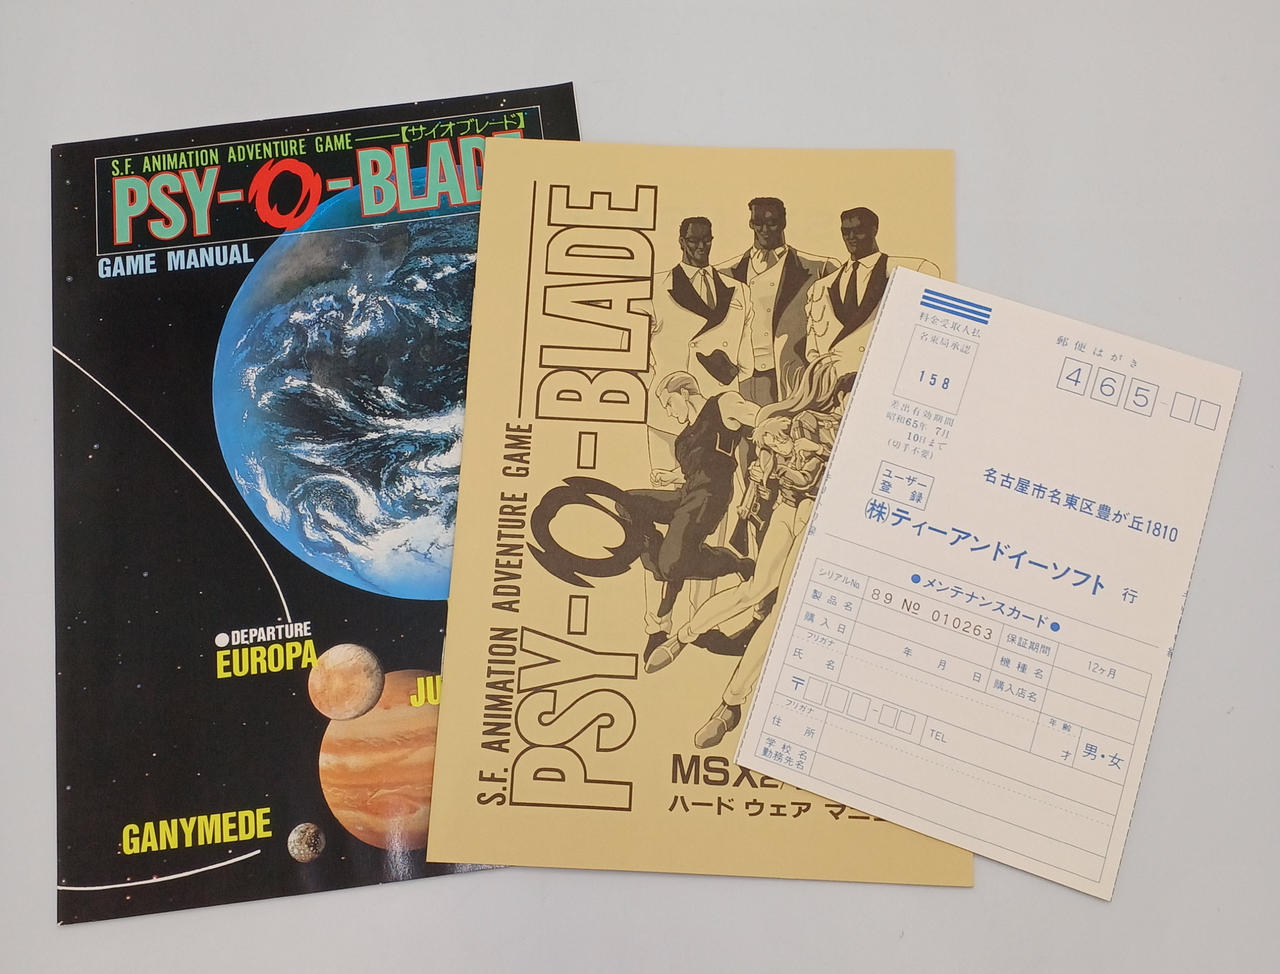 S.F. ANIMATION ADVENTURE GAME【サイオブレード】
PSY-O-BLAD
GAME MANUAL
●DEPARTURE
EUROPA
JU
GANYMEDE
S.F. ANIMATION ADVENTURE GAME
PSY-O-BLADE
MSX2/
ハードウェア マニュ
料金受取人払
名東局承認
158
差出有効期間
昭和65年7月
10日まで
(切手不要)
郵便はがき
465-
ユーザー
登録
名古屋市名東区豊が丘1810
㈱ティーアンドイーソフト 行
●メンテナンスカード●
シリアルNo. 89 No 010263 保証期間 12ヶ月
製品名 機種名
購入日 年 月 日 購入店名
フリガナ
氏名 年齢 才 男・女
〒 -
フリガナ TEL
住所
学校名
勤務先名